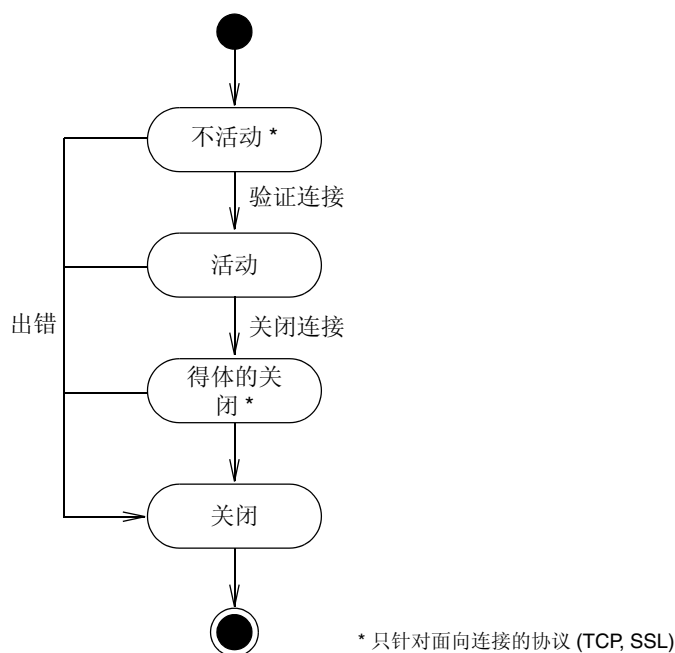 不活动 *
验证连接
活动
出错
关闭连接
得体的关
闭 *
关闭
* 只针对面向连接的协议 (TCP, SSL)